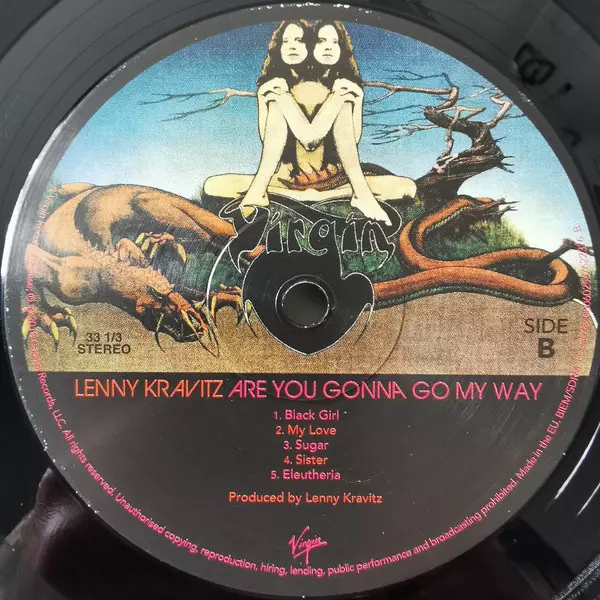 Virgin
33 1/3
STEREO
SIDE
B
LENNY KRAVITZ ARE YOU GONNA GO MY WAY
1. Black Girl
2. My Love
3. Sugar
4. Sister
5. Eleutheria
Produced by Lenny Kravitz
Virgin
Records, LLC. All rights reserved. Unauthorised copying, reproduction, hiring, lending, public performance and broadcasting prohibited. Made in the EU. BIEM/SDRM